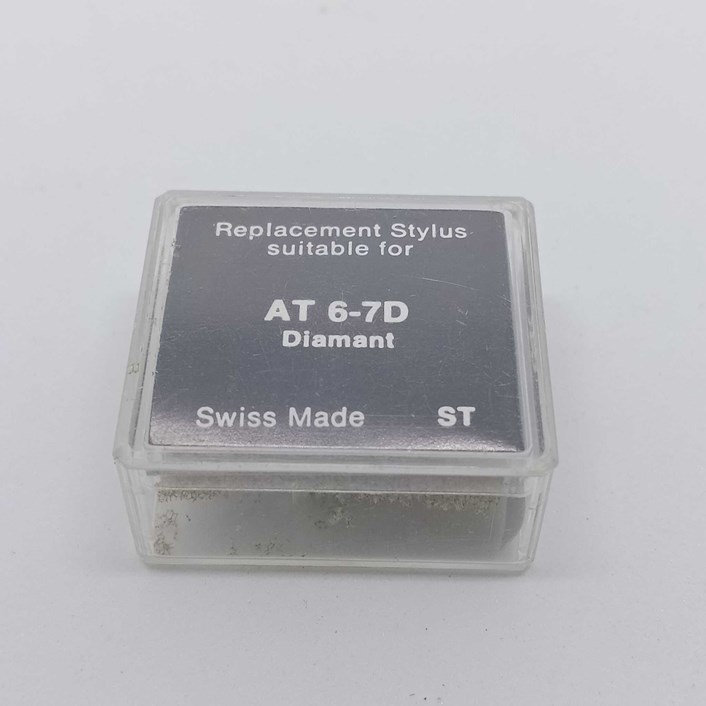 Replacement Stylus
suitable for
AT 6-7D
Diamant
Swiss Made ST